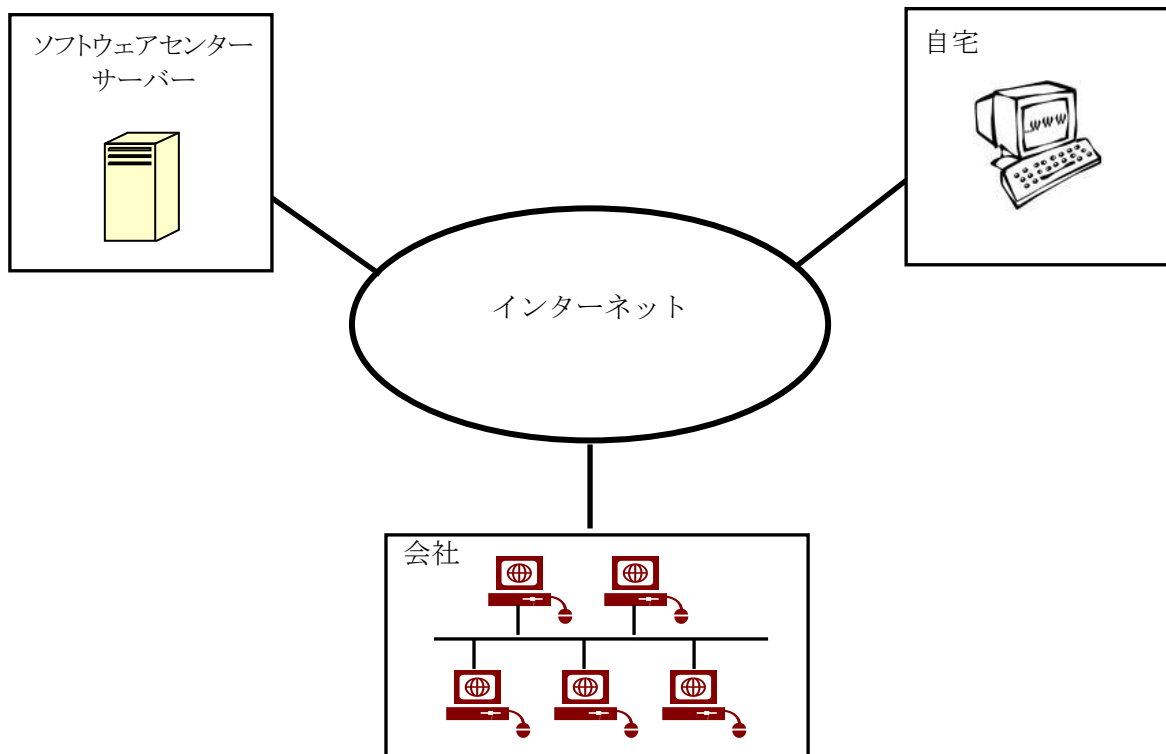 ソフトウェアセンター
サーバー
自宅
...www
インターネット
会社